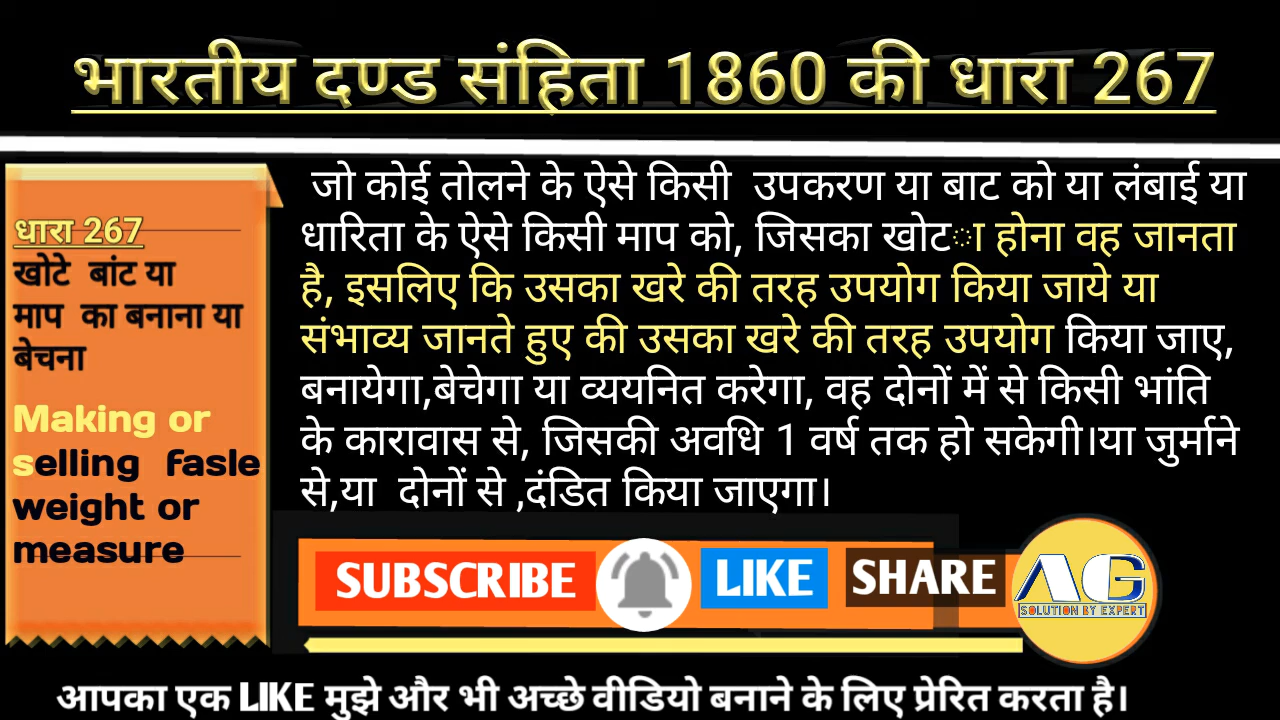 भारतीय दण्ड संहिता 1860 की धारा 267
धारा 267
खोटे बांट या
माप का बनाना या
बेचना
Making or
selling fasle
weight or
measure
जो कोई तोलने के ऐसे किसी उपकरण या बाट को या लंबाई या
धारिता के ऐसे किसी माप को, जिसका खोट ा होना वह जानता
है, इसलिए कि उसका खरे की तरह उपयोग किया जाये या
संभाव्य जानते हुए की उसका खरे की तरह उपयोग किया जाए,
बनायेगा,बेचेगा या व्ययनित करेगा, वह दोनों में से किसी भांति
के कारावास से, जिसकी अवधि 1 वर्ष तक हो सकेगी।या जुर्माने
से,या दोनों से ,दंडित किया जाएगा।
SUBSCRIBE LIKE SHARE
AG
SOLUTION BY EXPERT
आपका एक LIKE मुझे और भी अच्छे वीडियो बनाने के लिए प्रेरित करता है।